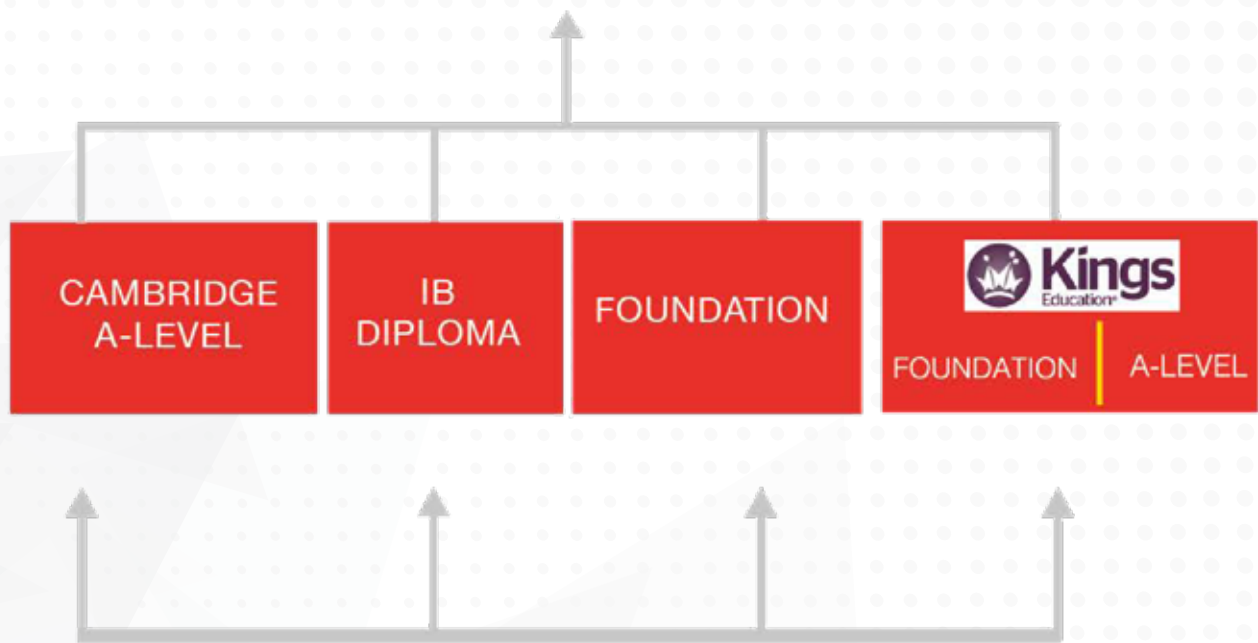 CAMBRIDGE
A-LEVEL
IB
DIPLOMA
FOUNDATION
Kings
Education
FOUNDATION
A-LEVEL